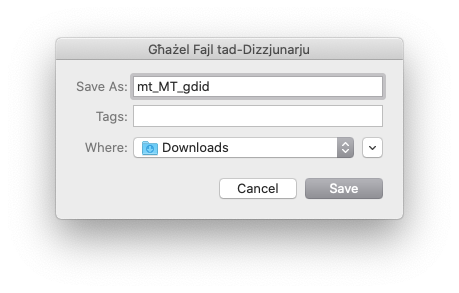 Għażel Fajl tad-Dizzjunarju
Save As: mt_MT_gdid
Tags:
Where: Downloads
Cancel Save